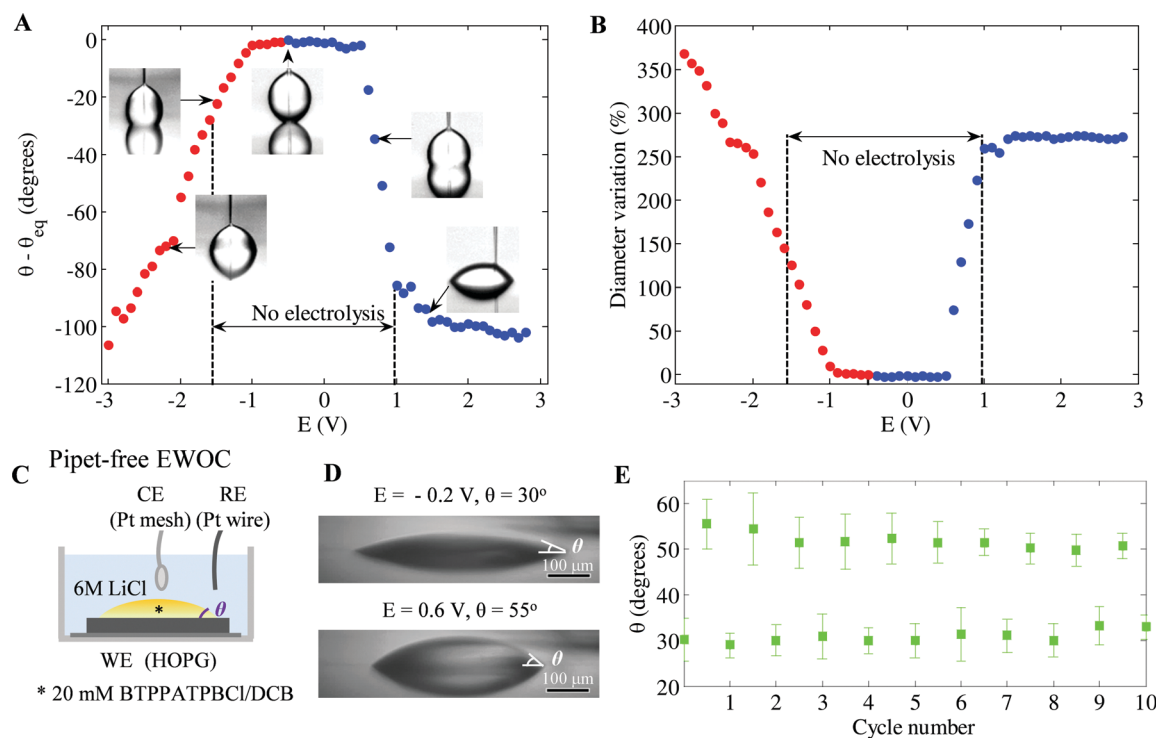 A
0
-20
-40
-60
-80
-100
-120
θ - θeq (degrees)
-3
-2
-1
0
1
2
3
E (V)
No electrolysis
B
400
350
300
250
200
150
100
50
0
Diameter variation (%)
-3
-2
-1
0
1
2
3
E (V)
No electrolysis
C
Pipet-free EWOC
CE
RE
(Pt mesh)
(Pt wire)
6M LiCl
*
θ
WE (HOPG)
* 20 mM BTPPATPBCl/DCB
D
E = - 0.2 V, θ = 30º
θ
100 μm
E = 0.6 V, θ = 55º
θ
100 μm
E
60
50
40
30
20
θ (degrees)
1
2
3
4
5
6
7
8
9
10
Cycle number